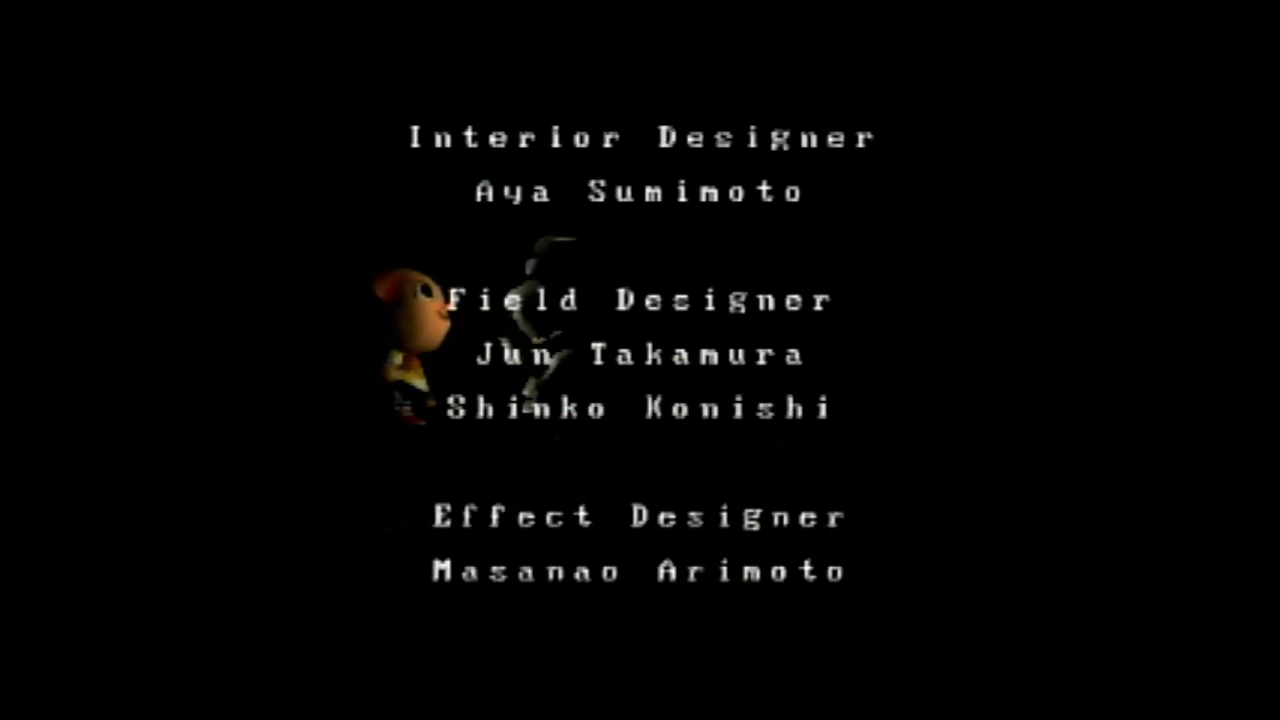 Interior Designer
Aya Sumimoto
Field Designer
Jun Takamura
Shinko Konishi
Effect Designer
Masanao Arimoto